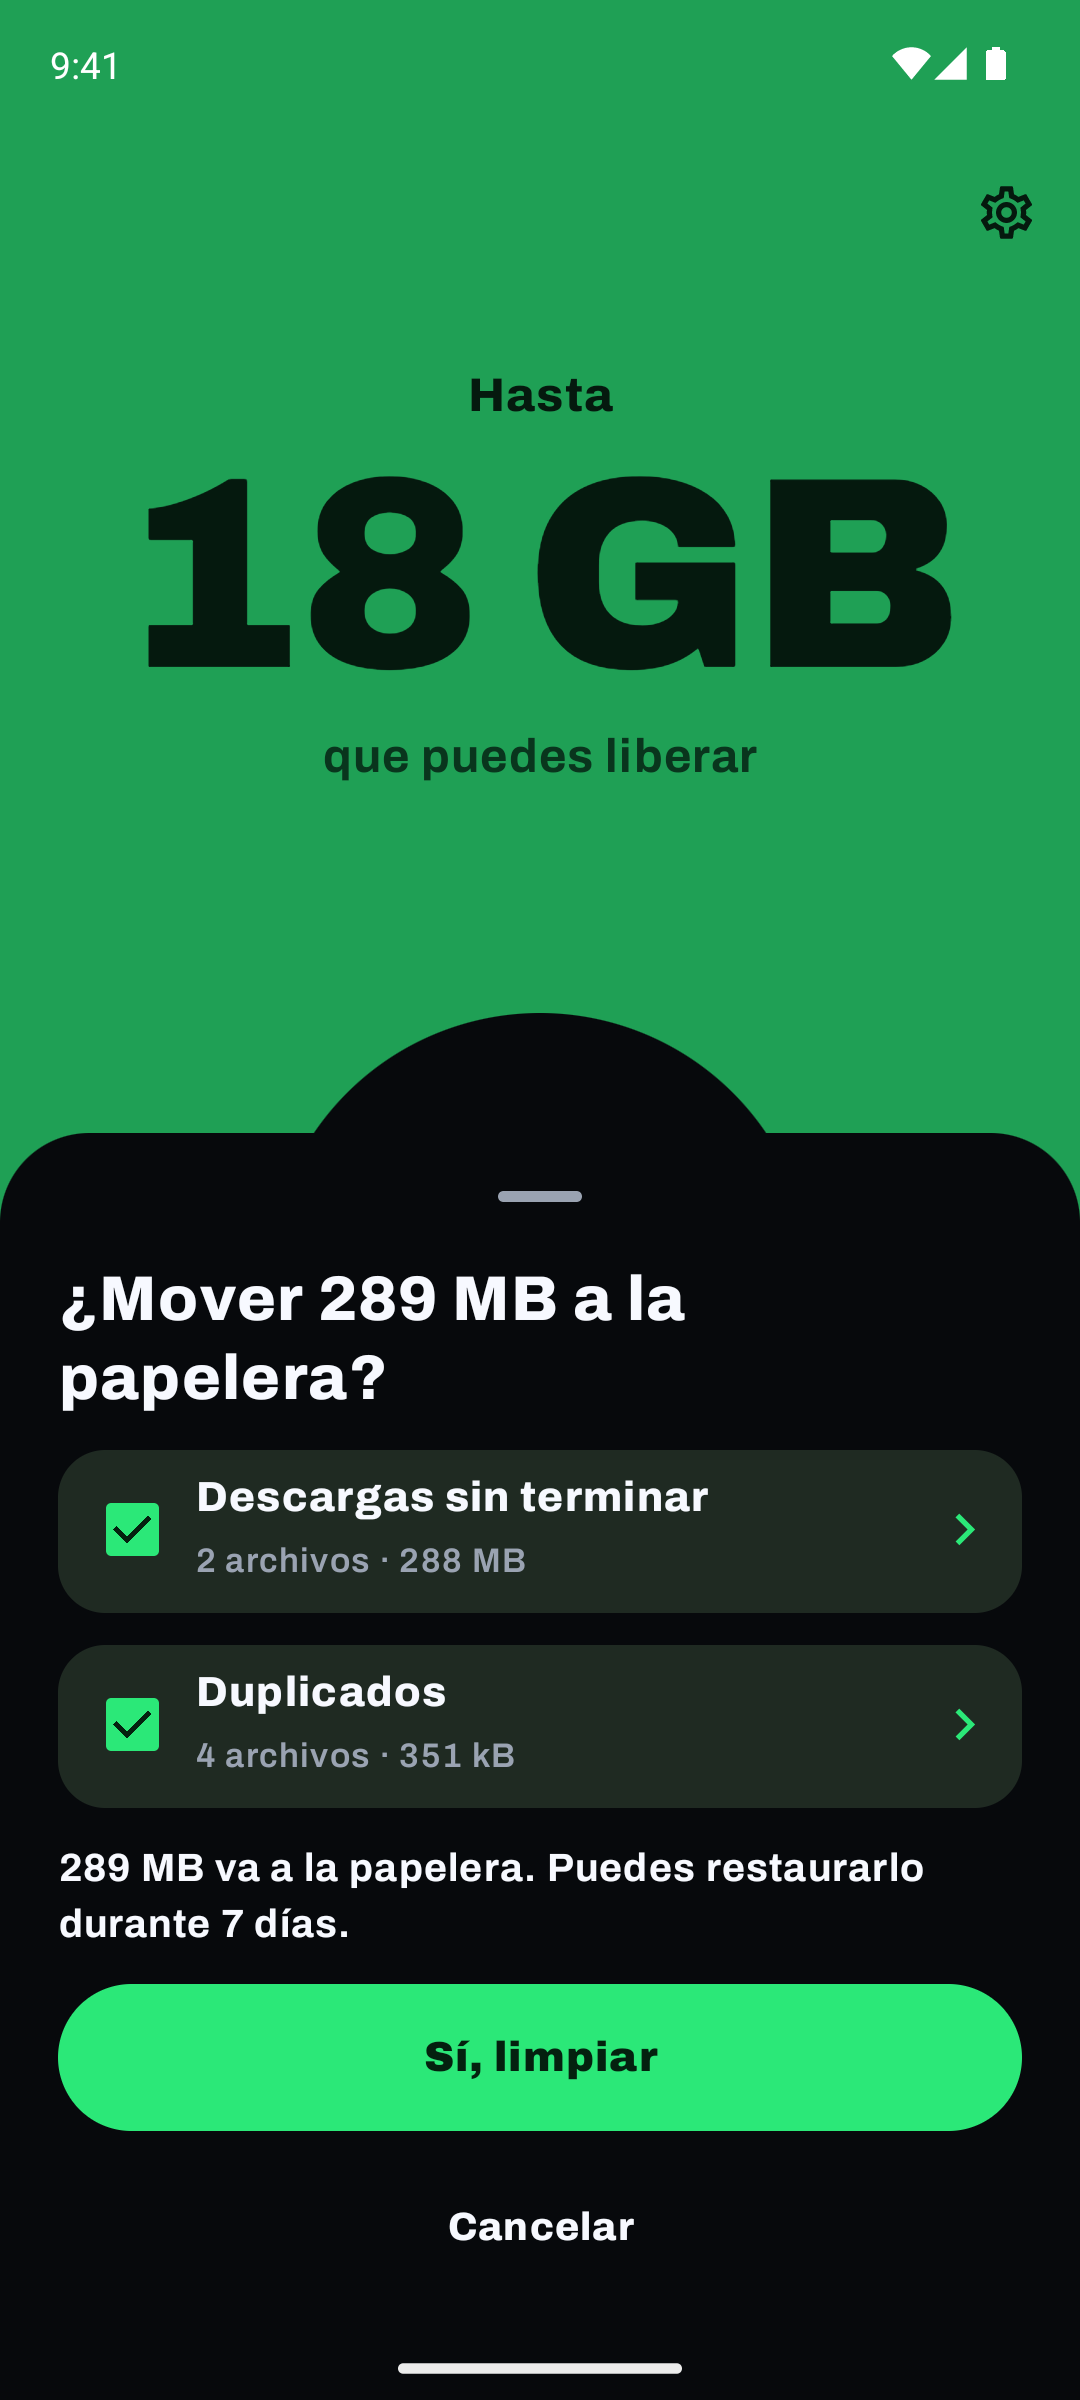 9:41
Hasta
18 GB
que puedes liberar
¿Mover 289 MB a la
papelera?
Descargas sin terminar
2 archivos · 288 MB
Duplicados
4 archivos · 351 kB
289 MB va a la papelera. Puedes restaurarlo
durante 7 días.
Sí, limpiar
Cancelar